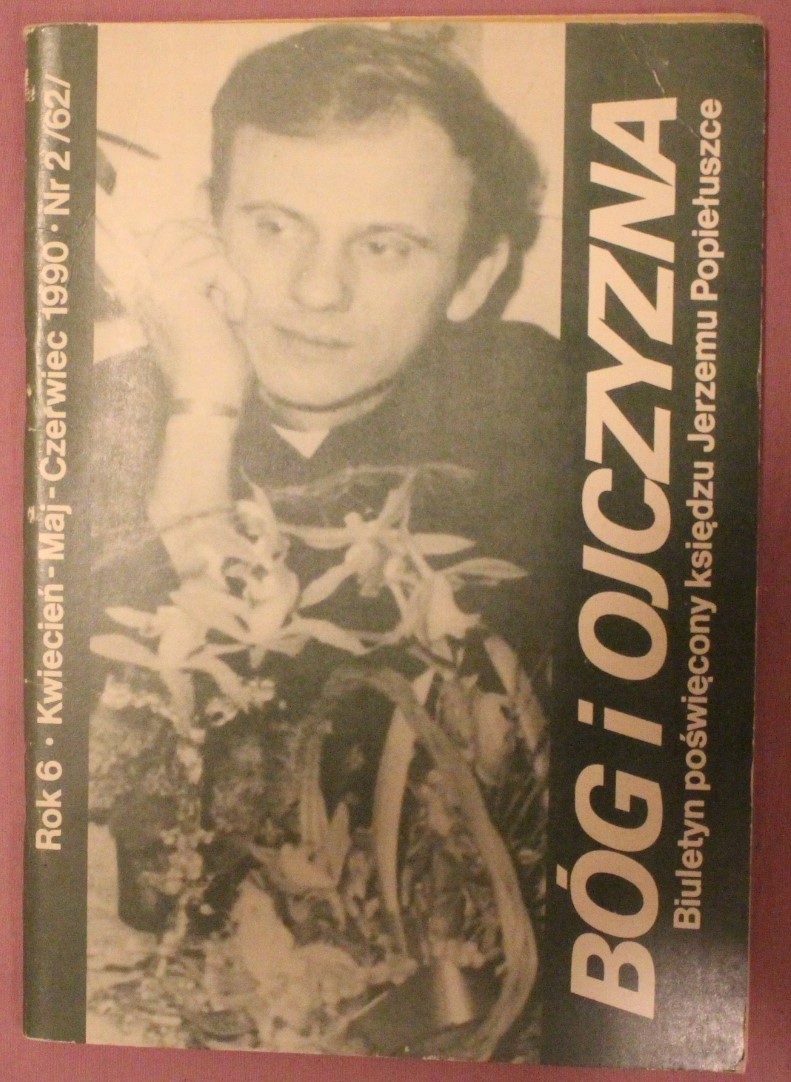 Rok 6 · Kwiecień - Maj - Czerwiec 1990 · Nr 2 /62/
BÓG i OJCZYZNA
Biuletyn poświęcony księdzu Jerzemu Popiełuszce